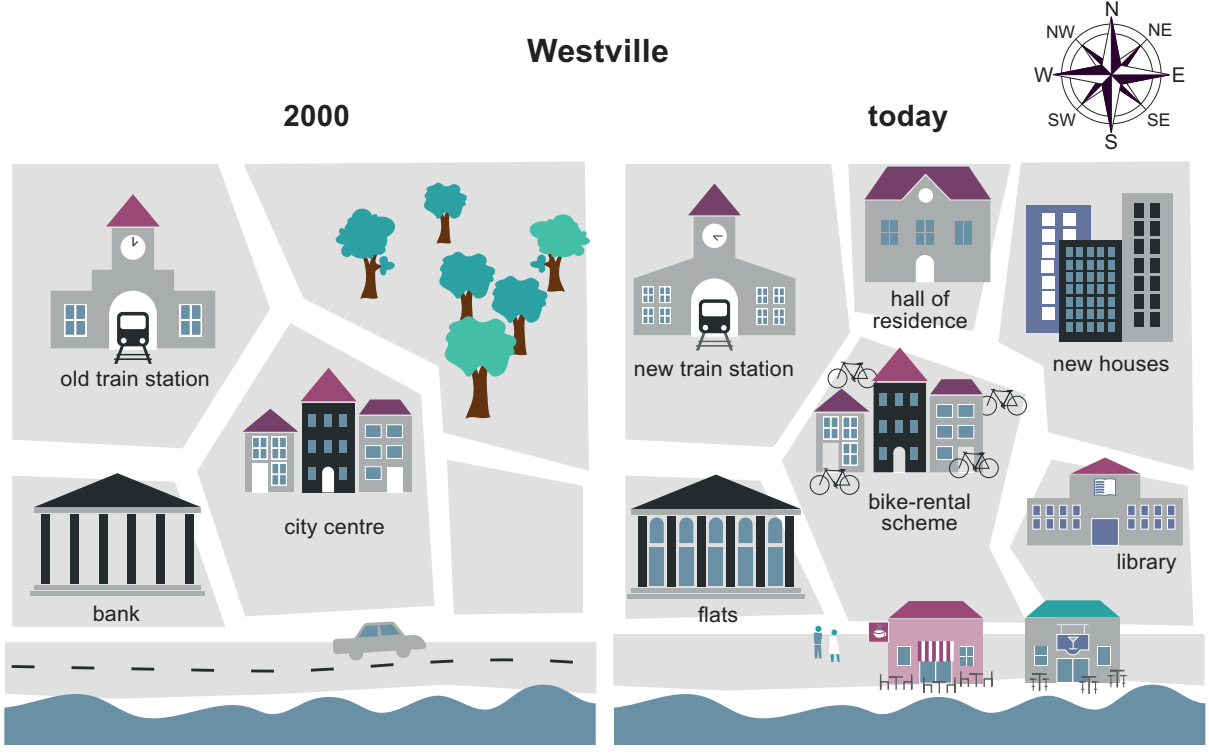 Westville
N
NW
NE
W
E
SW
SE
S
2000
today
old train station
city centre
bank
new train station
hall of
residence
new houses
bike-rental
scheme
library
flats